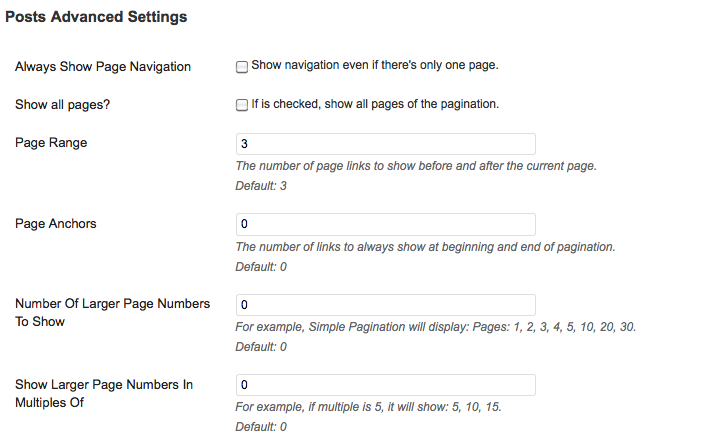 Posts Advanced Settings
Always Show Page Navigation
Show navigation even if there's only one page.
Show all pages?
If is checked, show all pages of the pagination.
Page Range
3
The number of page links to show before and after the current page.
Default: 3
Page Anchors
0
The number of links to always show at beginning and end of pagination.
Default: 0
Number Of Larger Page Numbers
To Show
0
For example, Simple Pagination will display: Pages: 1, 2, 3, 4, 5, 10, 20, 30.
Default: 0
Show Larger Page Numbers In
Multiples Of
0
For example, if multiple is 5, it will show: 5, 10, 15.
Default: 0